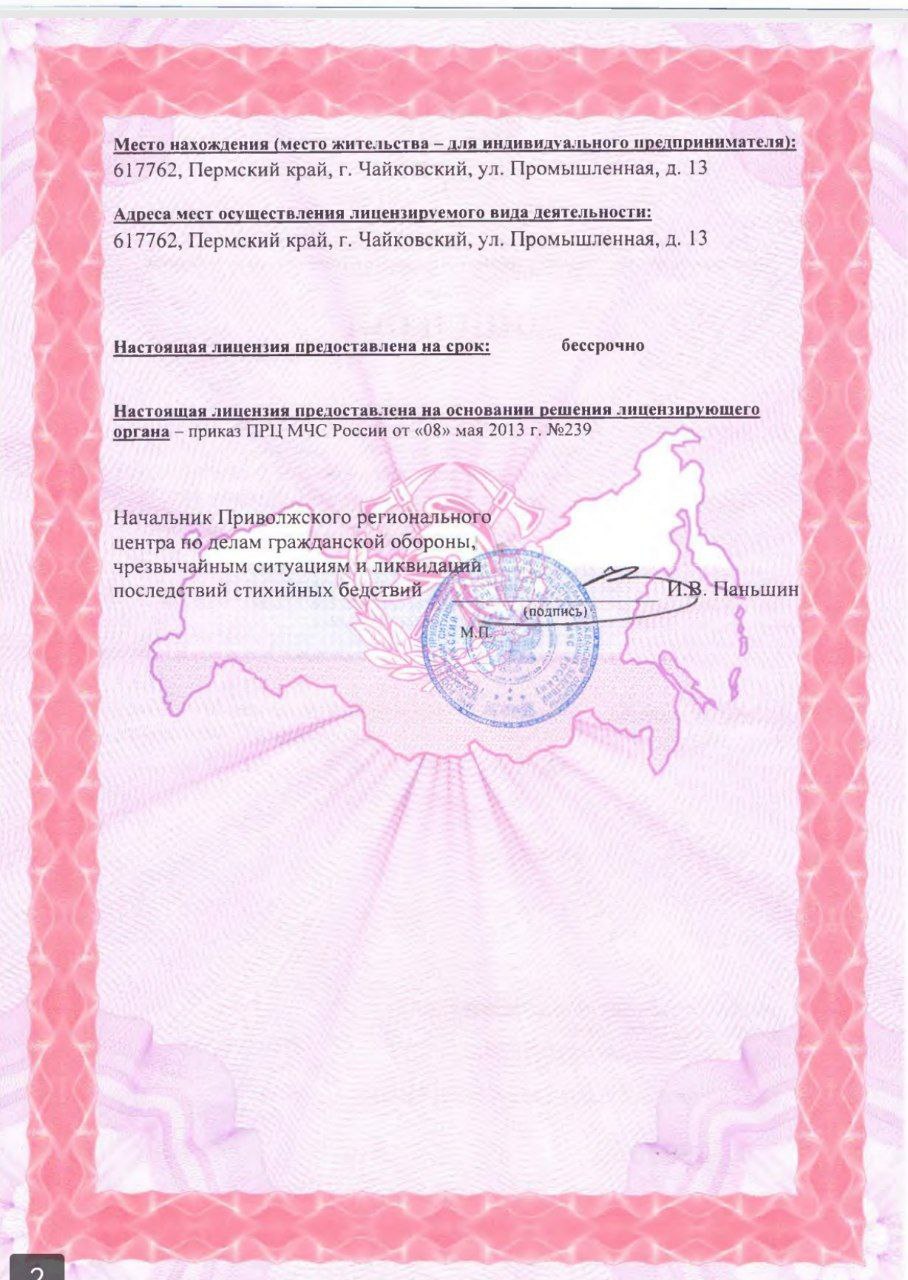 Место нахождения (место жительства – для индивидуального предпринимателя):
617762, Пермский край, г. Чайковский, ул. Промышленная, д. 13
Адреса мест осуществления лицензируемого вида деятельности:
617762, Пермский край, г. Чайковский, ул. Промышленная, д. 13
Настоящая лицензия предоставлена на срок: бессрочно
Настоящая лицензия предоставлена на основании решения лицензирующего
органа – приказ ПРЦ МЧС России от «08» мая 2013 г. №239
Начальник Приволжского регионального
центра по делам гражданской обороны,
чрезвычайным ситуациям и ликвидаций
последствий стихийных бедствий И.В. Паньшин
(подпись)
М.П.
2